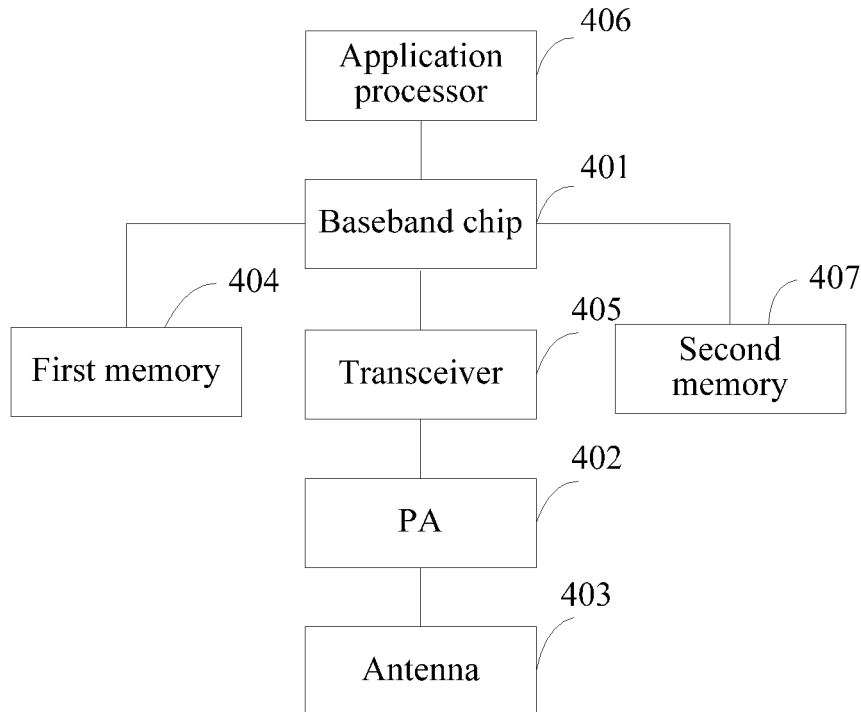 406
Application
processor
401
Baseband chip
404
First memory
405
Transceiver
407
Second
memory
402
PA
403
Antenna